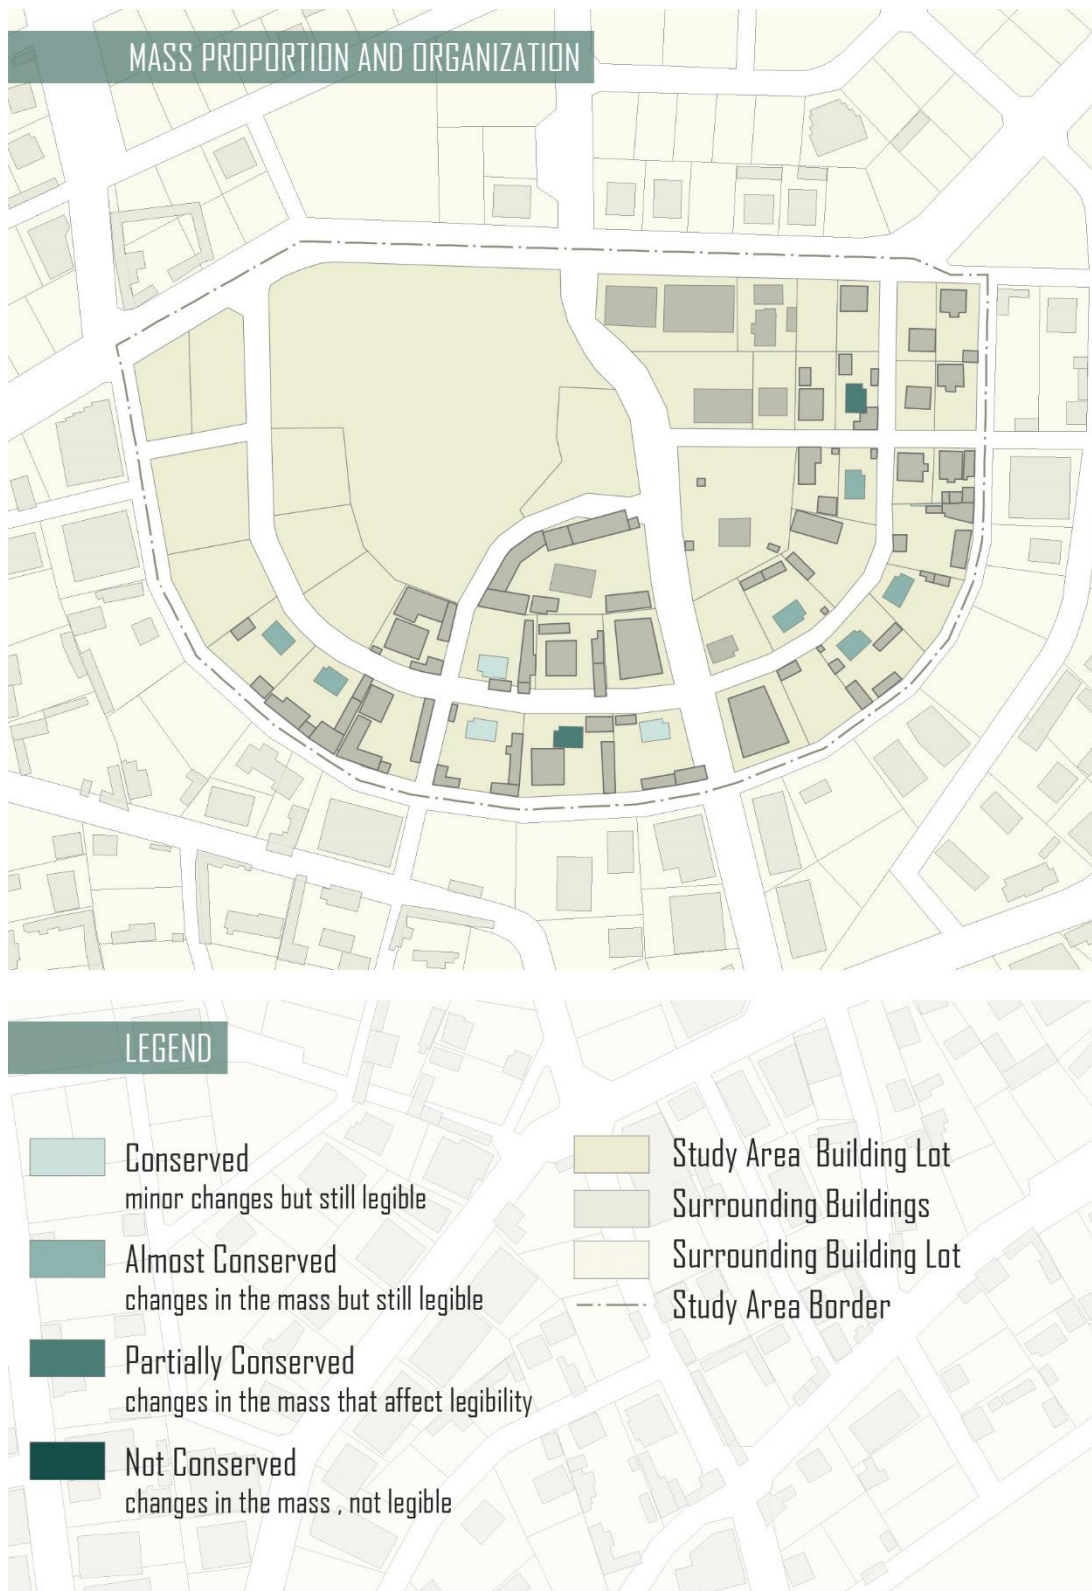 MASS PROPORTION AND ORGANIZATION
LEGEND
Conserved
minor changes but still legible
Almost Conserved
changes in the mass but still legible
Partially Conserved
changes in the mass that affect legibility
Not Conserved
changes in the mass , not legible
Study Area Building Lot
Surrounding Buildings
Surrounding Building Lot
Study Area Border